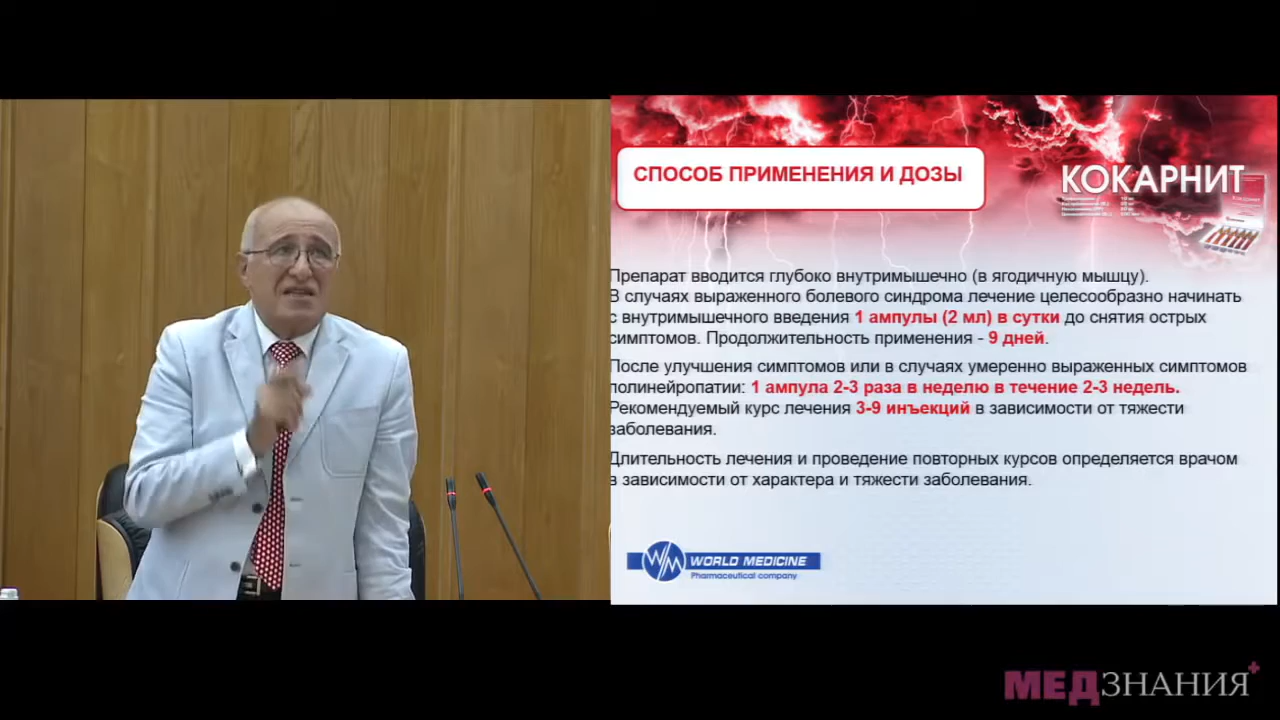 СПОСОБ ПРИМЕНЕНИЯ И ДОЗЫ
КОКАРНИТ
Препарат вводится глубоко внутримышечно (в ягодичную мышцу).
В случаях выраженного болевого синдрома лечение целесообразно начинать
с внутримышечного введения 1 ампулы (2 мл) в сутки до снятия острых
симптомов. Продолжительность применения - 9 дней.
После улучшения симптомов или в случаях умеренно выраженных симптомов
полинейропатии: 1 ампула 2-3 раза в неделю в течение 2-3 недель.
Рекомендуемый курс лечения 3-9 инъекций в зависимости от тяжести
заболевания.
Длительность лечения и проведение повторных курсов определяется врачом
в зависимости от характера и тяжести заболевания.
WM WORLD MEDICINE
Pharmaceutical company
МЕДЗНАНИЯ+